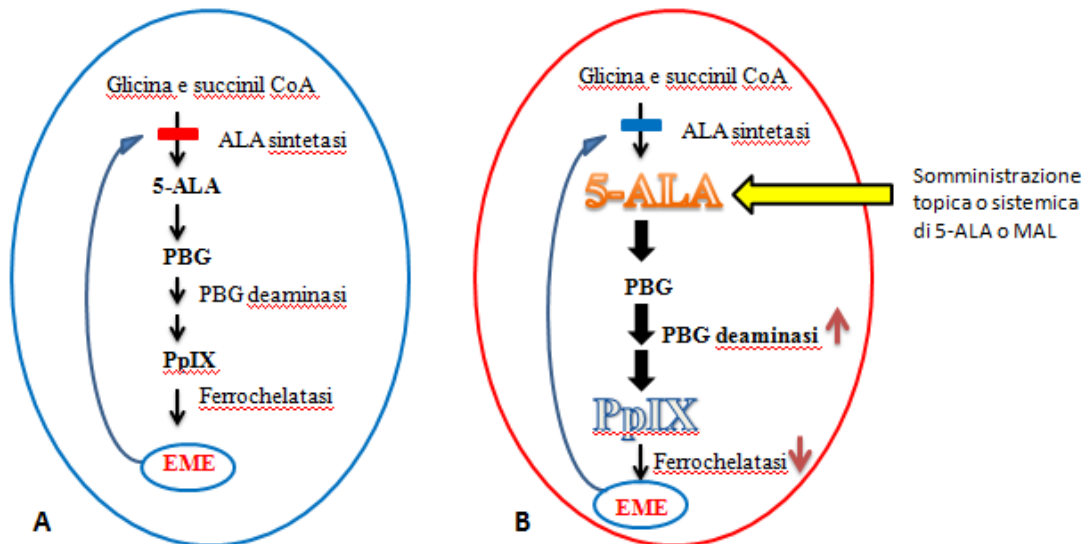 Glicina e succinil CoA
ALA sintetasi
5-ALA
PBG
PBG deaminasi
PpIX
Ferrochelatasi
EME
A
Glicina e succinil CoA
ALA sintetasi
5-ALA
Somministrazione
topica o sistemica
di 5-ALA o MAL
PBG
PBG deaminasi
PpIX
Ferrochelatasi
EME
B